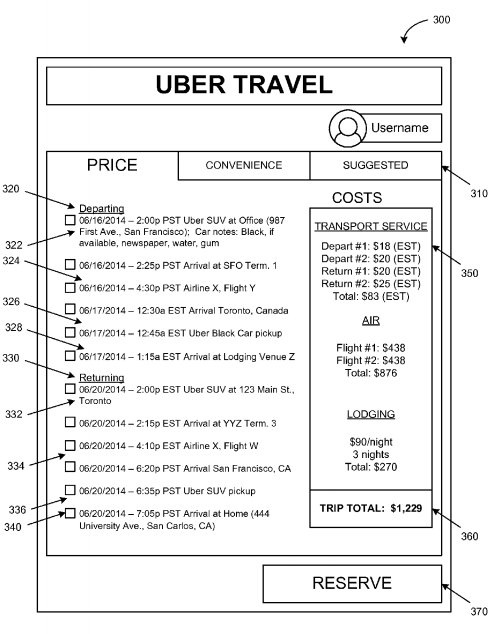 300
UBER TRAVEL
Username
PRICE
CONVENIENCE
SUGGESTED
310
320
Departing
06/16/2014 – 2:00p PST Uber SUV at Office (987
First Ave., San Francisco);  Car notes: Black, if
available, newspaper, water, gum
322
06/16/2014 – 2:25p PST Arrival at SFO Term. 1
324
06/16/2014 – 4:30p PST Airline X, Flight Y
326
06/17/2014 – 12:30a EST Arrival Toronto, Canada
328
06/17/2014 – 12:45a EST Uber Black Car pickup
330
06/17/2014 – 1:15a EST Arrival at Lodging Venue Z
Returning
06/20/2014 – 2:00p EST Uber SUV at 123 Main St.,
Toronto
332
06/20/2014 – 2:15p EST Arrival at YYZ Term. 3
06/20/2014 – 4:10p EST Airline X, Flight W
334
06/20/2014 – 6:20p PST Arrival San Francisco, CA
06/20/2014 – 6:35p PST Uber SUV pickup
336
06/20/2014 – 7:05p PST Arrival at Home (444
University Ave., San Carlos, CA)
340
COSTS
TRANSPORT SERVICE
Depart #1: $18 (EST)
Depart #2: $20 (EST)
Return #1: $20 (EST)
Return #2: $25 (EST)
Total: $83 (EST)
350
AIR
Flight #1: $438
Flight #2: $438
Total: $876
LODGING
$90/night
3 nights
Total: $270
TRIP TOTAL:  $1,229
360
RESERVE
370